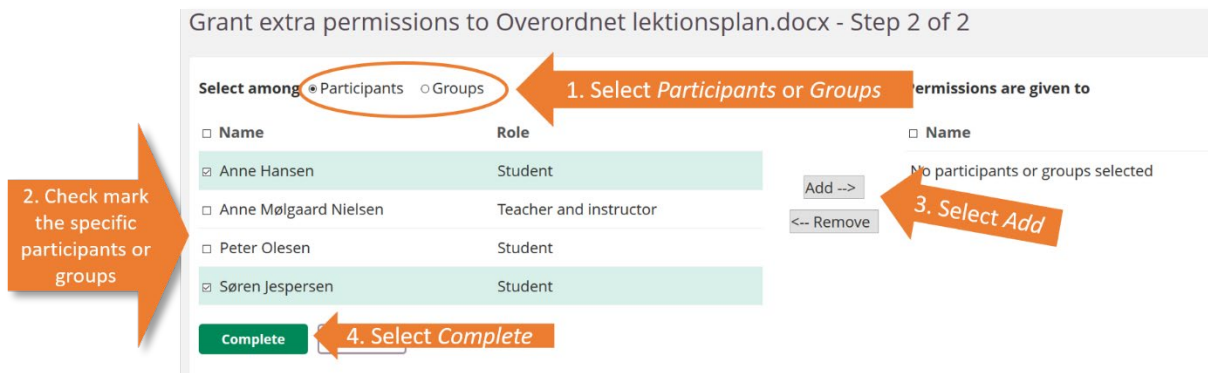 Grant extra permissions to Overordnet lektionsplan.docx - Step 2 of 2
Select among Participants Groups
1. Select Participants or Groups
Permissions are given to
Name Role
Name
Anne Hansen Student
No participants or groups selected
Add -->
2. Check mark
the specific
participants or
groups
Anne Mølgaard Nielsen Teacher and instructor
3. Select Add
<-- Remove
Peter Olesen Student
Søren Jespersen Student
Complete
4. Select Complete